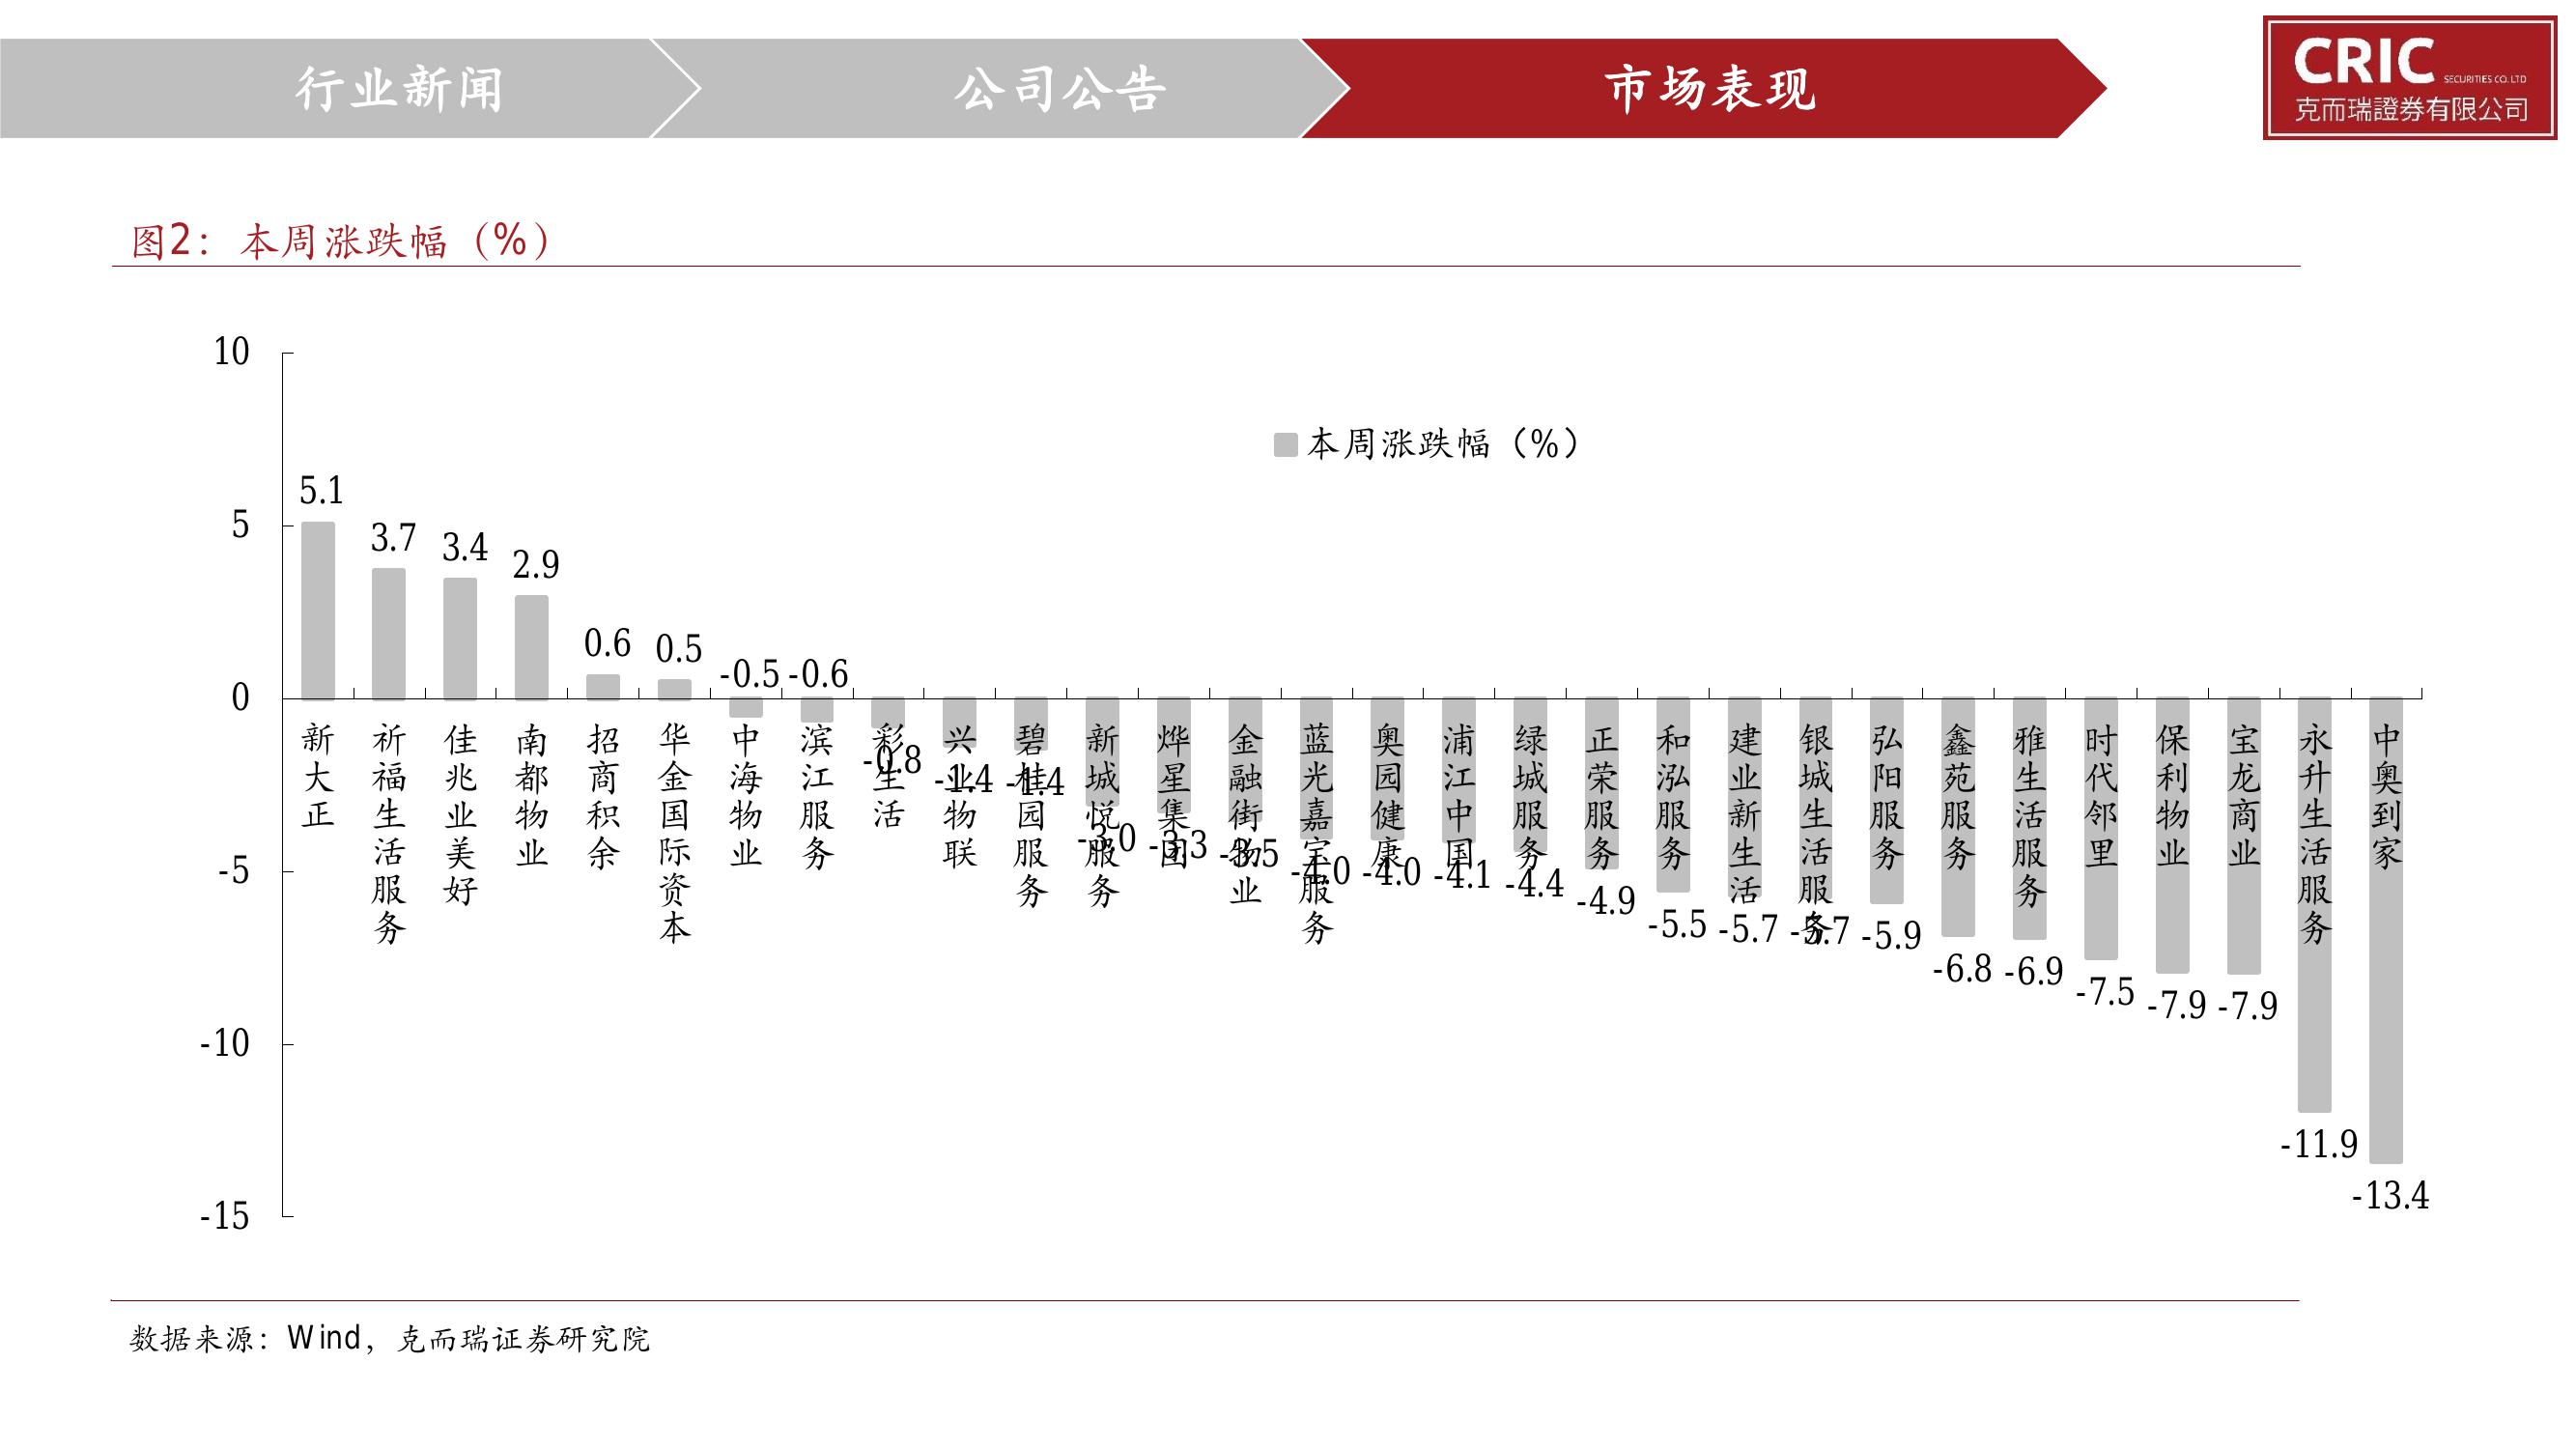 行业新闻
公司公告
市场表现
CRIC SECURITIES CO. LTD
克而瑞證券有限公司
图2：本周涨跌幅（%）
本周涨跌幅（%）
10
5
0
-5
-10
-15
5.1
3.7
3.4
2.9
0.6
0.5
-0.5
-0.6
-0.8
-1.4
-1.4
-3.0
-3.3
-3.5
-4.0
-4.0
-4.1
-4.4
-4.9
-5.5
-5.7
-5.7
-5.9
-6.8
-6.9
-7.5
-7.9
-7.9
-11.9
-13.4
新大正
祈福生活服务
佳兆业美好
南都物业
招商积余
华金国际资本
中海物业
滨江服务
彩生活
兴业物联
碧桂园服务
新城悦服务
烨星集团
金融街物业
蓝光嘉宝服务
奥园健康
浦江中国
绿城服务
正荣服务
和泓服务
建业新生活
银城生活服务
弘阳服务
鑫苑服务
雅生活服务
时代邻里
保利物业
宝龙商业
永升生活服务
中奥到家
数据来源：Wind，克而瑞证券研究院